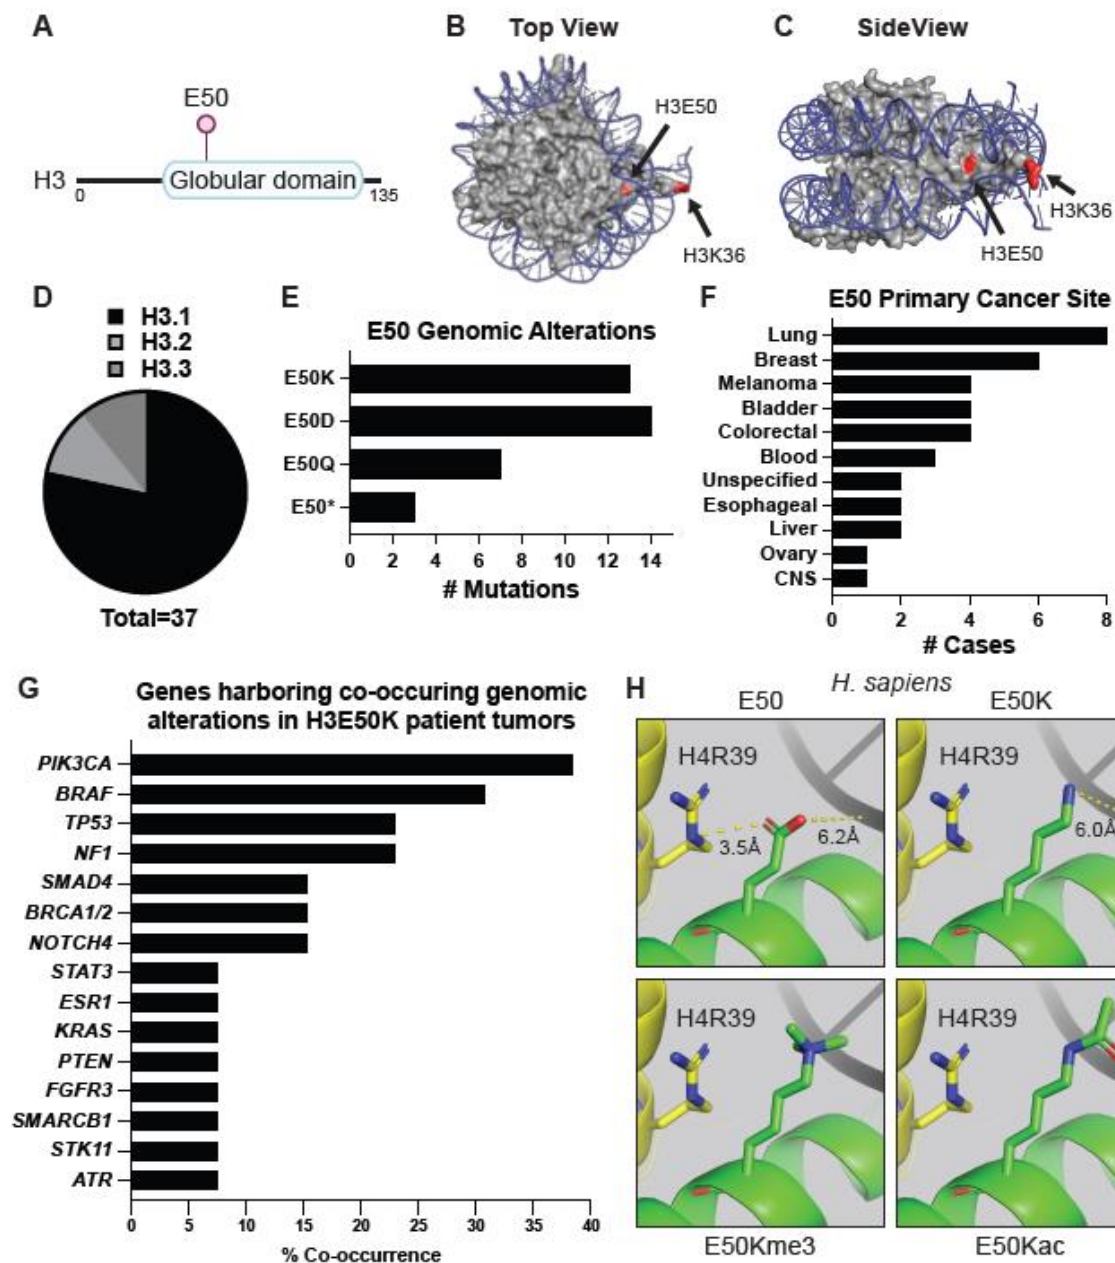 A
E50
H3
0
Globular domain
135
B
Top View
H3E50
H3K36
C
SideView
H3K36
H3E50
D
H3.1
H3.2
H3.3
Total=37
E
E50 Genomic Alterations
E50K
E50D
E50Q
E50*
0 2 4 6 8 10 12 14
# Mutations
F
E50 Primary Cancer Site
Lung
Breast
Melanoma
Bladder
Colorectal
Blood
Unspecified
Esophageal
Liver
Ovary
CNS
0 2 4 6 8
# Cases
G
Genes harboring co-occuring genomic
alterations in H3E50K patient tumors
PIK3CA
BRAF
TP53
NF1
SMAD4
BRCA1/2
NOTCH4
STAT3
ESR1
KRAS
PTEN
FGFR3
SMARCB1
STK11
ATR
0 5 10 15 20 25 30 35 40
% Co-occurrence
H
H. sapiens
E50
H4R39
3.5Å
6.2Å
E50K
H4R39
6.0Å
H4R39
E50Kme3
H4R39
E50Kac